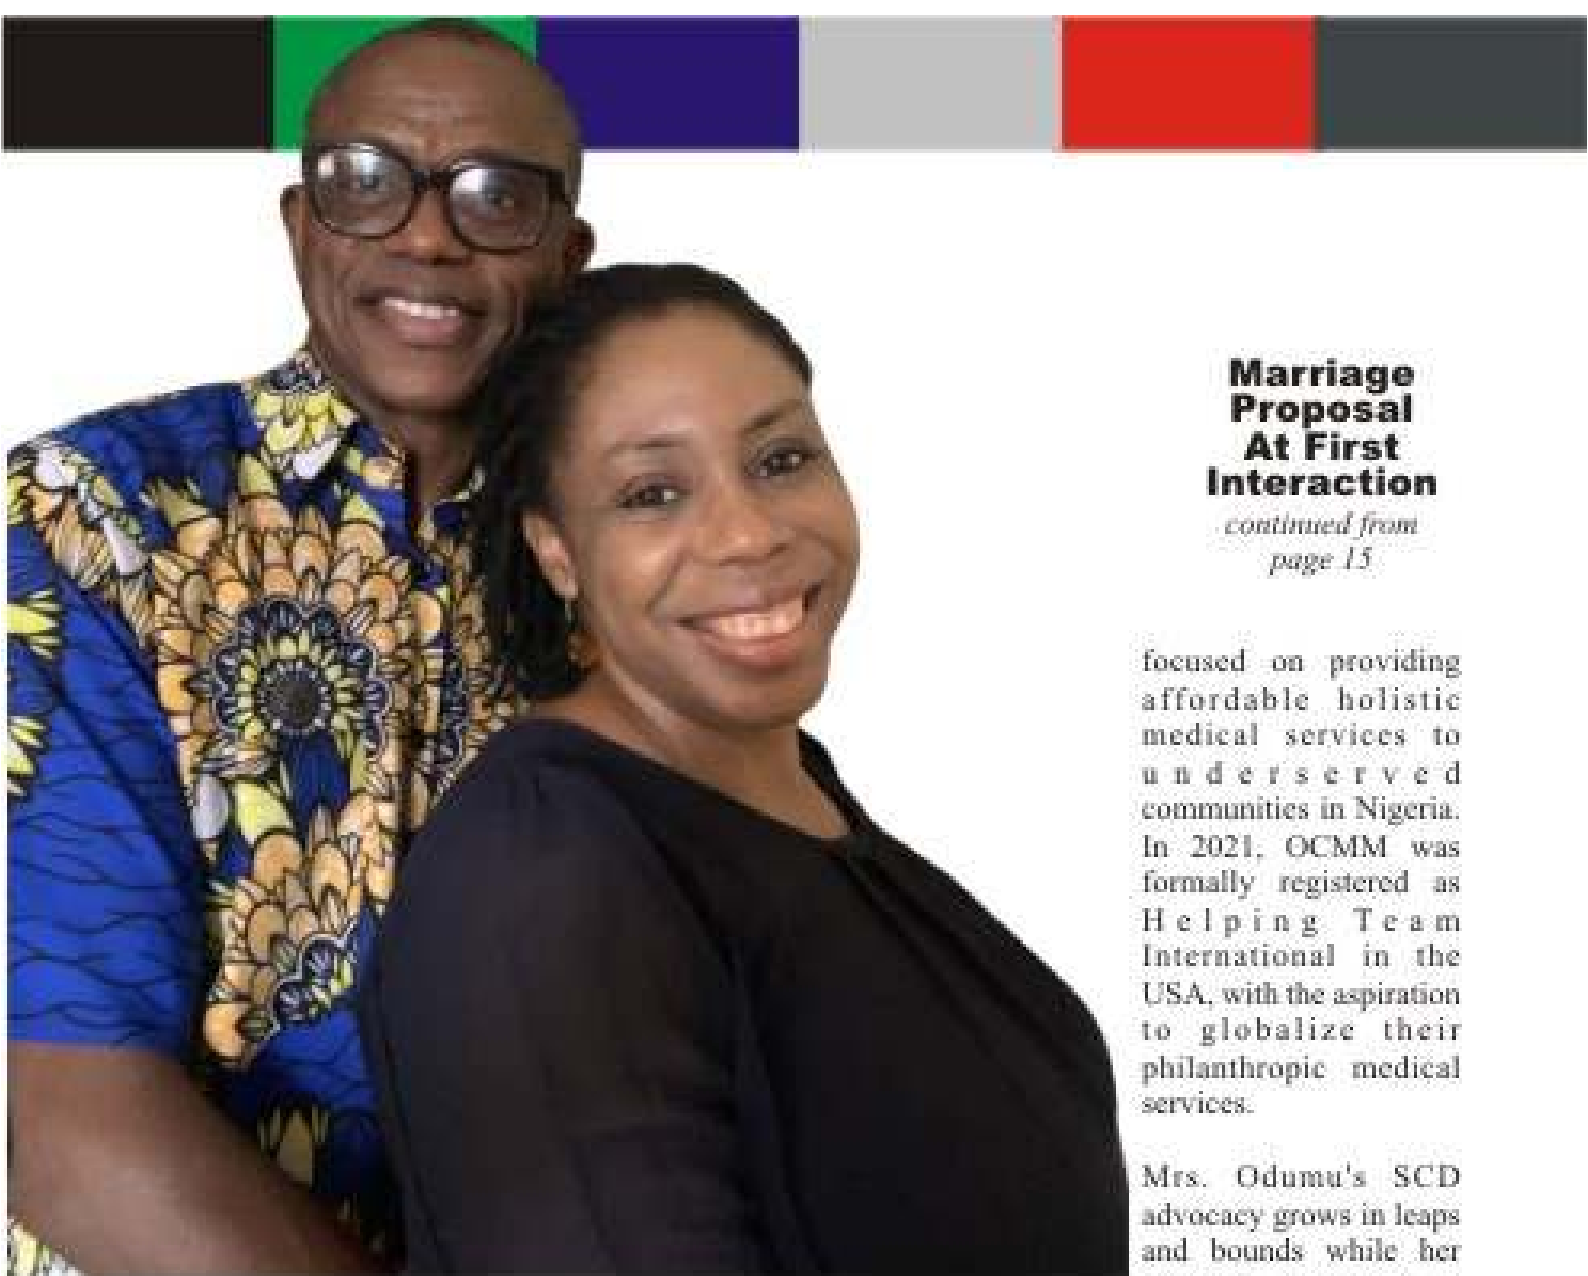 Marriage
Proposal
At First
Interaction
continued from
page 15
focused on providing
affordable holistic
medical services to
underserved
communities in Nigeria.
In 2021, OCMM was
formally registered as
Helping Team
International in the
USA, with the aspiration
to globalize their
philanthropic medical
services.
Mrs. Odumu's SCD
advocacy grows in leaps
and bounds while her